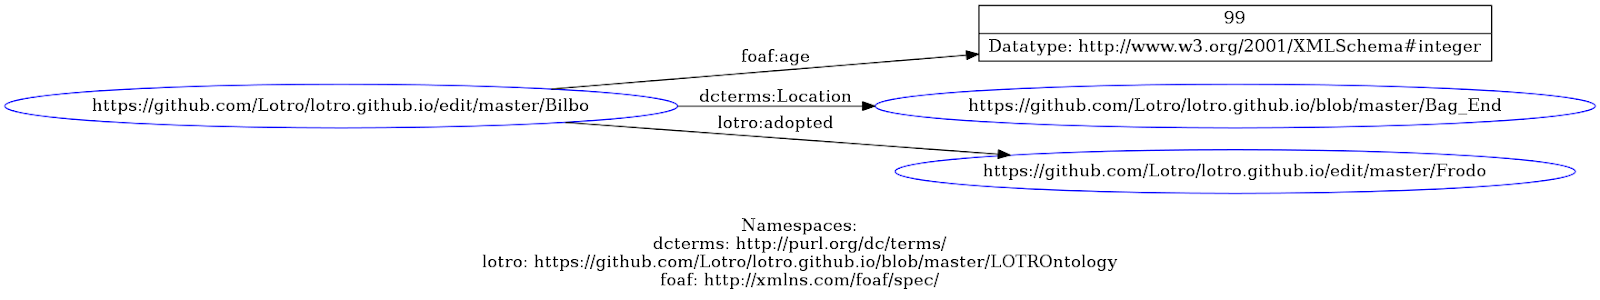 99
Datatype: http://www.w3.org/2001/XMLSchema#integer
foaf:age
https://github.com/Lotro/lotro.github.io/edit/master/Bilbo
dcterms:Location
https://github.com/Lotro/lotro.github.io/blob/master/Bag_End
lotro:adopted
https://github.com/Lotro/lotro.github.io/edit/master/Frodo
Namespaces:
dcterms: http://purl.org/dc/terms/
lotro: https://github.com/Lotro/lotro.github.io/blob/master/LOTROntology
foaf: http://xmlns.com/foaf/spec/